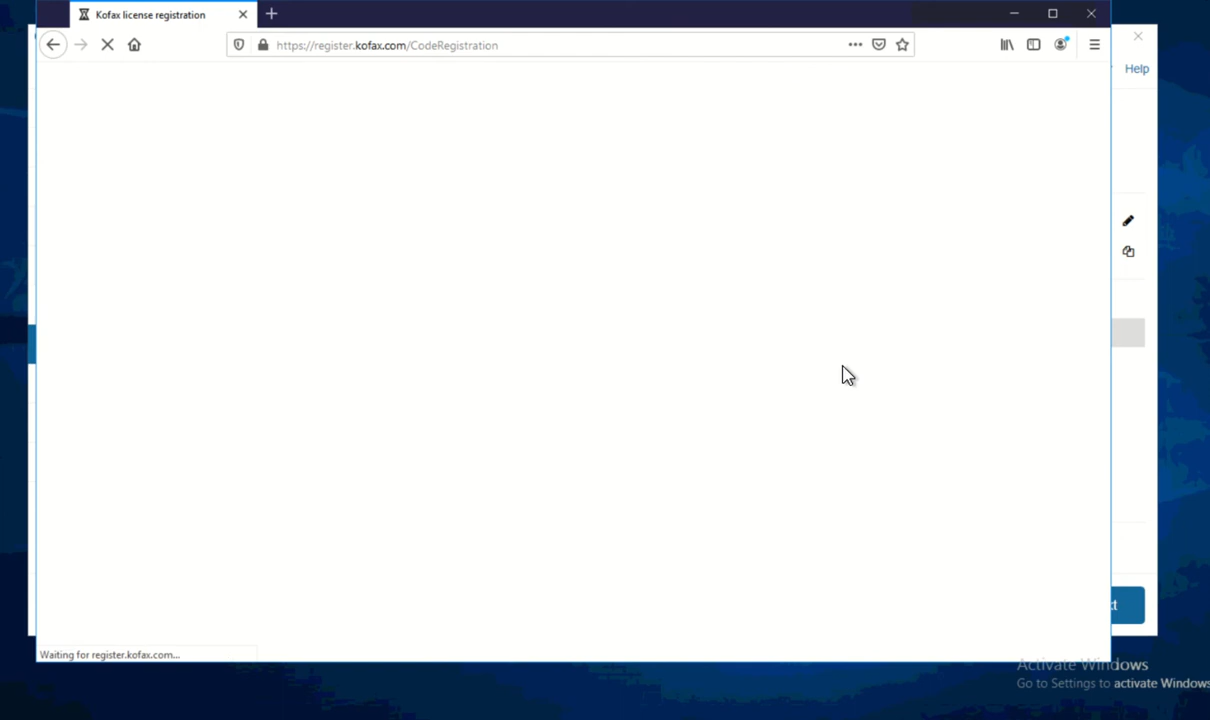 Kofax license registration
https://register.kofax.com/CodeRegistration
Help
Waiting for register.kofax.com...
Activate Windows
Go to Settings to activate Windows